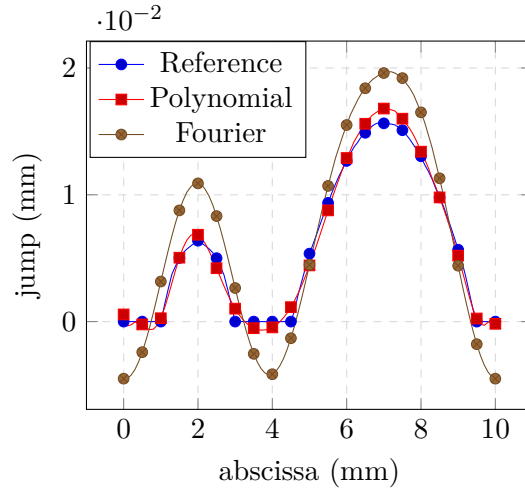 ·10⁻²
Reference
Polynomial
Fourier
2
1
0
jump (mm)
0 2 4 6 8 10
abscissa (mm)